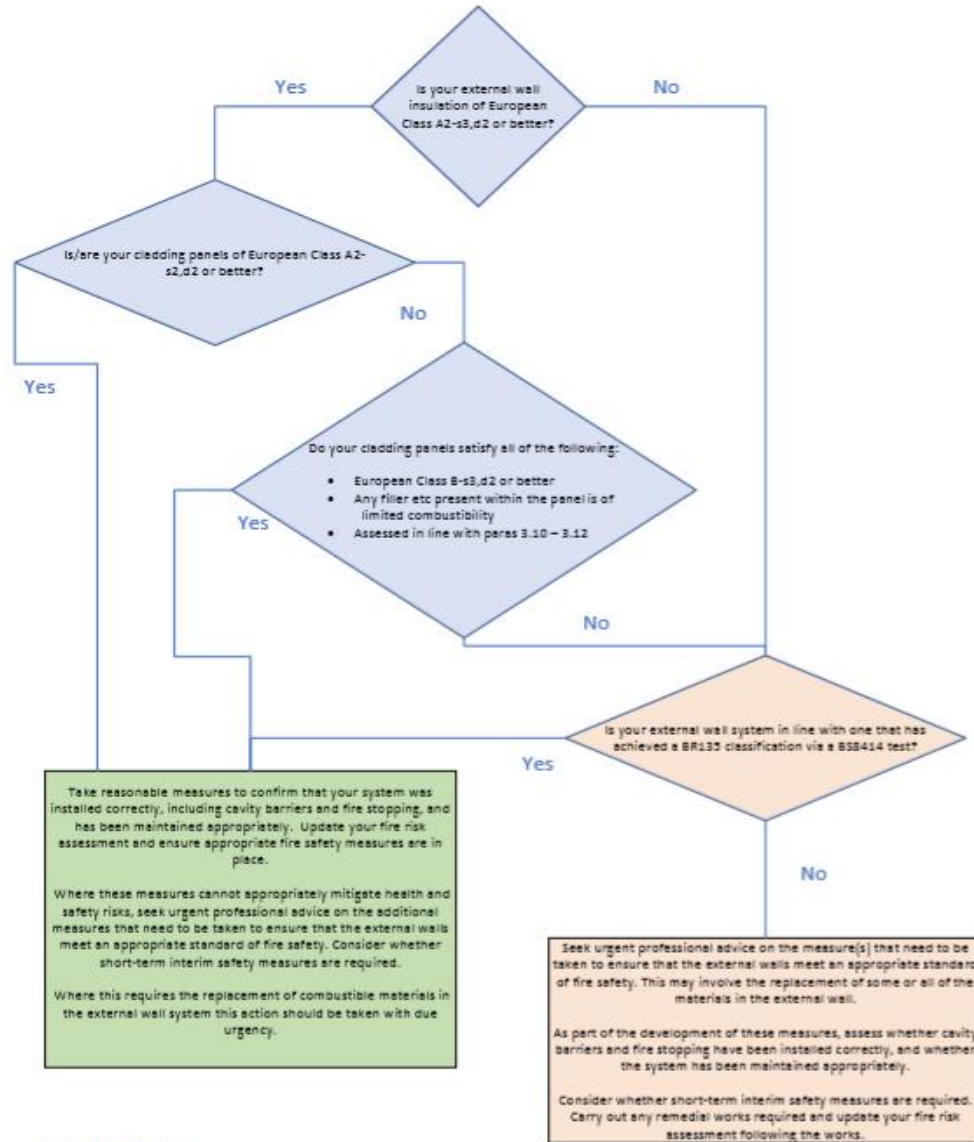 Yes
No
Is your external wall
insulation of European
Class A2-s3,d2 or better?
Is/are your cladding panels of European Class A2-
s2,d2 or better?
No
Yes
Do your cladding panels satisfy all of the following:
• European Class B-s3,d2 or better
• Any filler etc present within the panel is of
limited combustibility
• Assessed in line with paras 3.10 – 3.12
Yes
No
Is your external wall system in line with one that has
achieved a BR135 classification via a BS8414 test?
Yes
No
Take reasonable measures to confirm that your system was
installed correctly, including cavity barriers and fire stopping, and
has been maintained appropriately. Update your fire risk
assessment and ensure appropriate fire safety measures are in
place.
Where these measures cannot appropriately mitigate health and
safety risks, seek urgent professional advice on the additional
measures that need to be taken to ensure that the external walls
meet an appropriate standard of fire safety. Consider whether
short-term interim safety measures are required.
Where this requires the replacement of combustible materials in
the external wall system this action should be taken with due
urgency.
Seek urgent professional advice on the measure(s) that need to be
taken to ensure that the external walls meet an appropriate standard
of fire safety. This may involve the replacement of some or all of the
materials in the external wall.
As part of the development of these measures, assess whether cavity
barriers and fire stopping have been installed correctly, and whether
the system has been maintained appropriately.
Consider whether short-term interim safety measures are required.
Carry out any remedial works required and update your fire risk
assessment following the works.